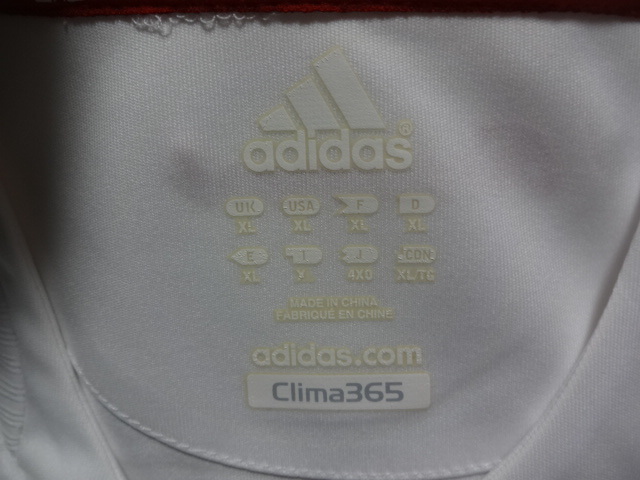 adidas®
UK USA F D
XL XL XL XL
E I J CDN
XL XL 4XO XL/TG
MADE IN CHINA
FABRIQUÉ EN CHINE
adidas.com
Clima365